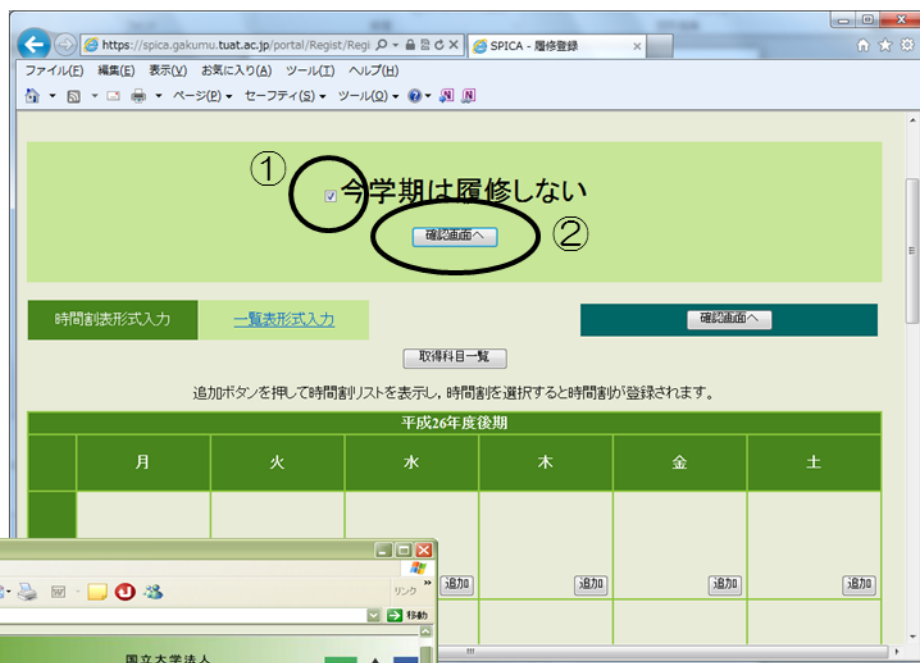 https://spica.gakumu.tuat.ac.jp/portal/Regist/Regi
SPICA - 履修登録
ファイル(F) 編集(E) 表示(V) お気に入り(A) ツール(T) ヘルプ(H)
ページ(P) セーフティ(S) ツール(O)
①
今学期は履修しない
確認画面へ
②
時間割表形式入力 一覧表形式入力 確認画面へ
取得科目一覧
追加ボタンを押して時間割リストを表示し,時間割を選択すると時間割が登録されます。
平成26年度後期
月 火 水 木 金 土
追加 追加 追加 追加
リンク
移動
国立大学法人